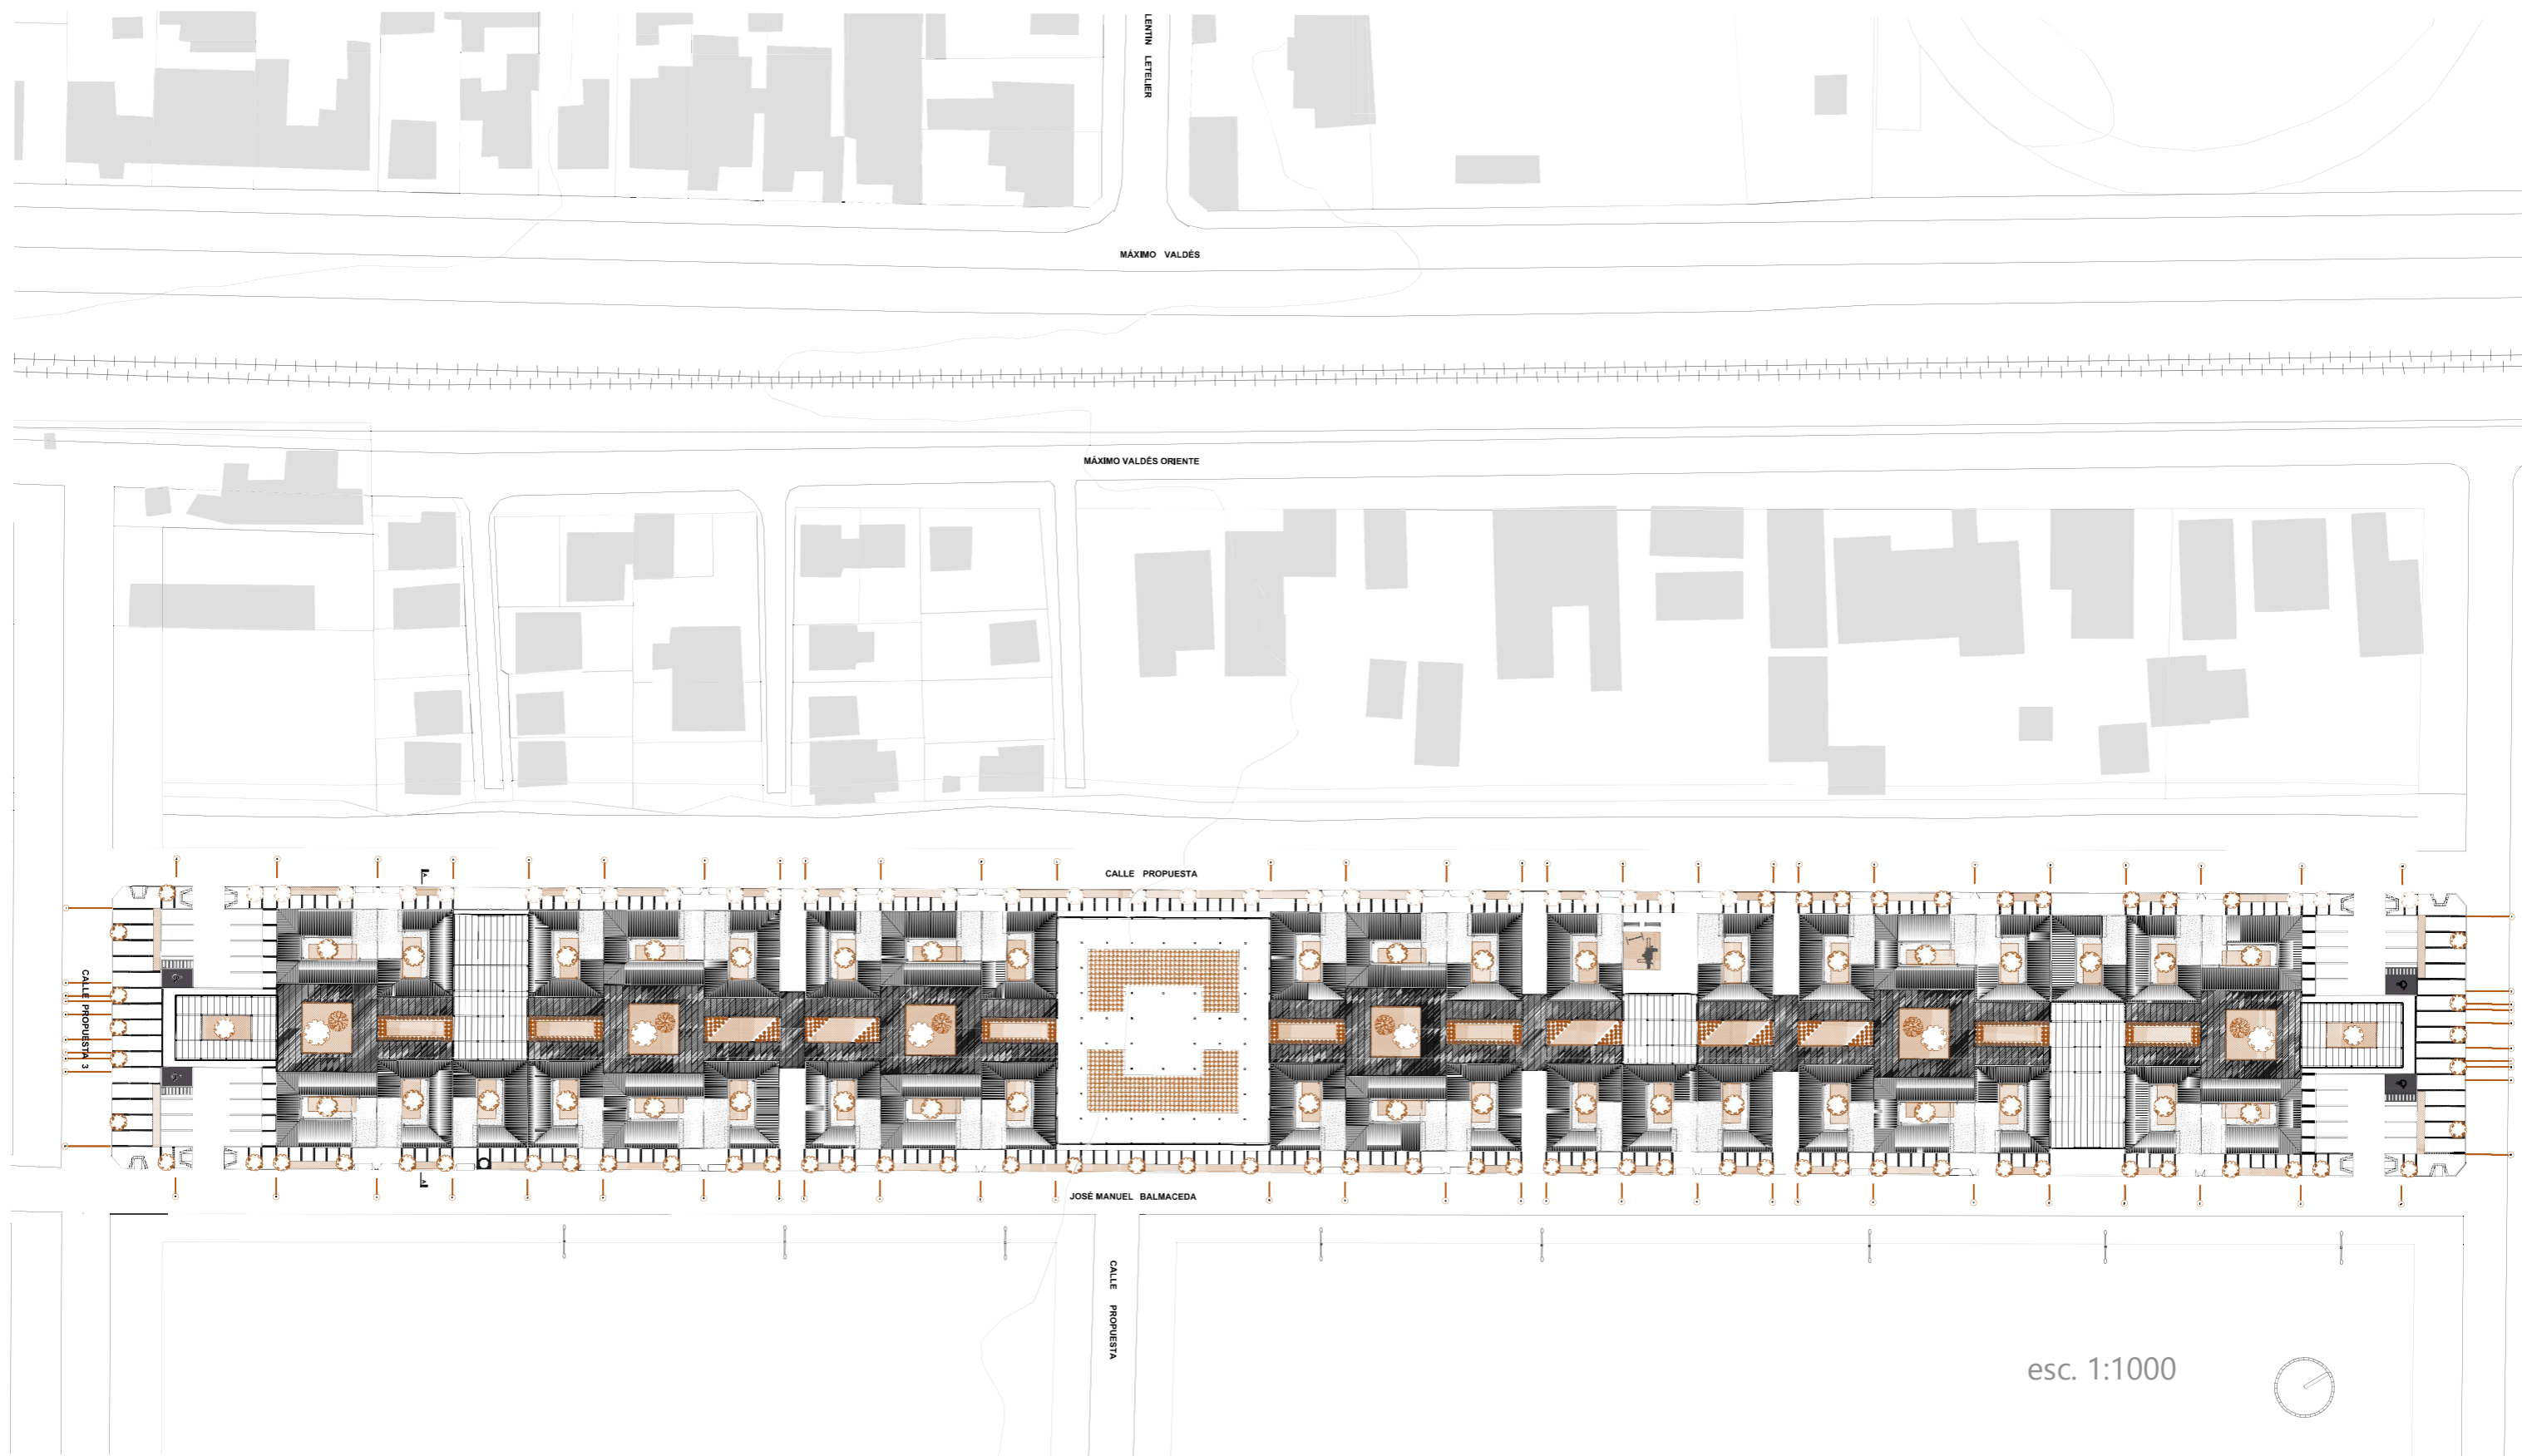 LENTIN LETELIER
MÁXIMO VALDÉS
MÁXIMO VALDÉS ORIENTE
CALLE PROPUESTA
CALLE PROPUESTA 3
JOSÉ MANUEL BALMACEDA
CALLE PROPUESTA
esc. 1:1000